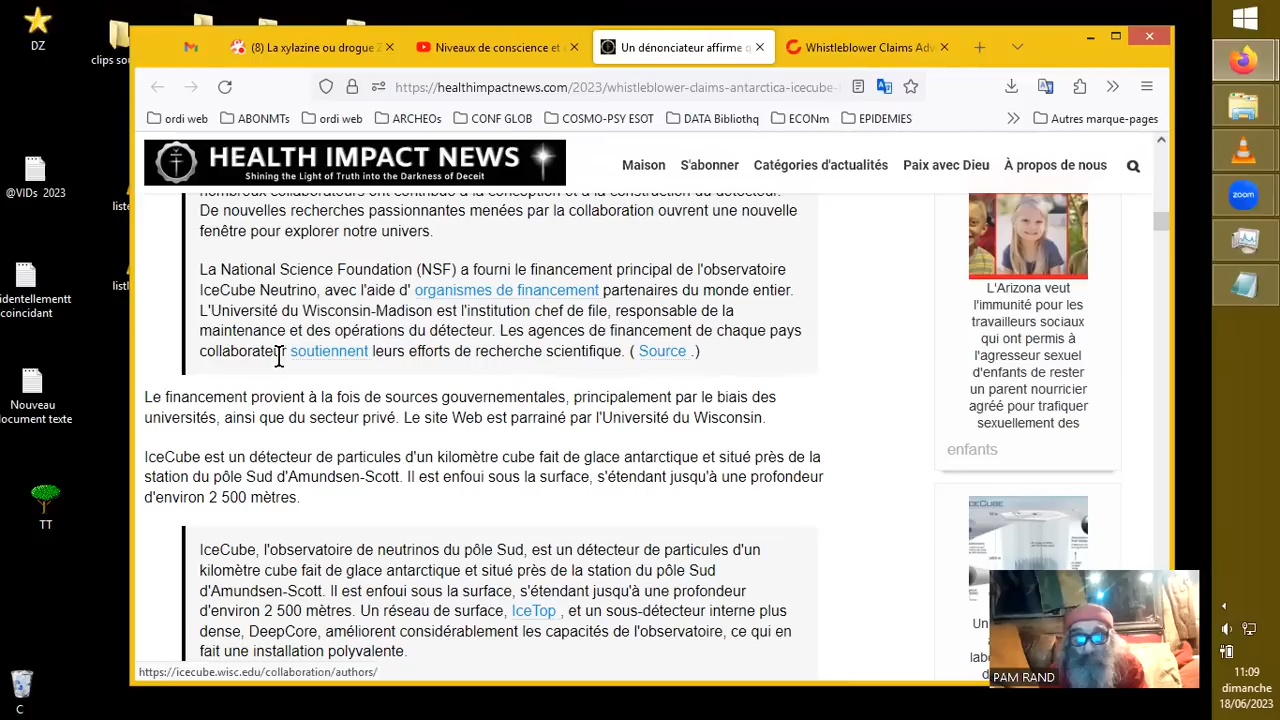 DZ
clips sou
(8) La xylazine ou drogue Z
Niveaux de conscience et
Un dénonciateur affirme q
Whistleblower Claims Adv
https://healthimpactnews.com/2023/whistleblower-claims-antarctica-icecube-
ordi web
ABONMTs
ordi web
ARCHEOs
CONF GLOB
COSMO-PSY ESOT
DATA Bibliothq
ECONm
EPIDEMIES
Autres marque-pages
HEALTH IMPACT NEWS
Shining the Light of Truth into the Darkness of Deceit
Maison
S'abonner
Catégories d'actualités
Paix avec Dieu
À propos de nous
nombreux collaborateurs ont contribué à la conception et à la construction du détecteur.
De nouvelles recherches passionnantes menées par la collaboration ouvrent une nouvelle
fenêtre pour explorer notre univers.
La National Science Foundation (NSF) a fourni le financement principal de l'observatoire
IceCube Neutrino, avec l'aide d' organismes de financement partenaires du monde entier.
L'Université du Wisconsin-Madison est l'institution chef de file, responsable de la
maintenance et des opérations du détecteur. Les agences de financement de chaque pays
collaborateur soutiennent leurs efforts de recherche scientifique. ( Source .)
Le financement provient à la fois de sources gouvernementales, principalement par le biais des
universités, ainsi que du secteur privé. Le site Web est parrainé par l'Université du Wisconsin.
IceCube est un détecteur de particules d'un kilomètre cube fait de glace antarctique et situé près de la
station du pôle Sud d'Amundsen-Scott. Il est enfoui sous la surface, s'étendant jusqu'à une profondeur
d'environ 2 500 mètres.
IceCube, l'observatoire de neutrinos du pôle Sud, est un détecteur de particules d'un
kilomètre cube fait de glace antarctique et situé près de la station du pôle Sud
d'Amundsen-Scott. Il est enfoui sous la surface, s'étendant jusqu'à une profondeur
d'environ 2 500 mètres. Un réseau de surface, IceTop , et un sous-détecteur interne plus
dense, DeepCore, améliorent considérablement les capacités de l'observatoire, ce qui en
fait une installation polyvalente.
https://icecube.wisc.edu/collaboration/authors/
L'Arizona veut
l'immunité pour les
travailleurs sociaux
qui ont permis à
l'agresseur sexuel
d'enfants de rester
un parent nourricier
agréé pour trafiquer
sexuellement des
enfants
ICECUBE
Un
labo
d
PAM RAND
@VIDs 2023
liste
identellementt
coincidant
listl
Nouveau
document texte
TT
C
zoom
11:09
dimanche
18/06/2023